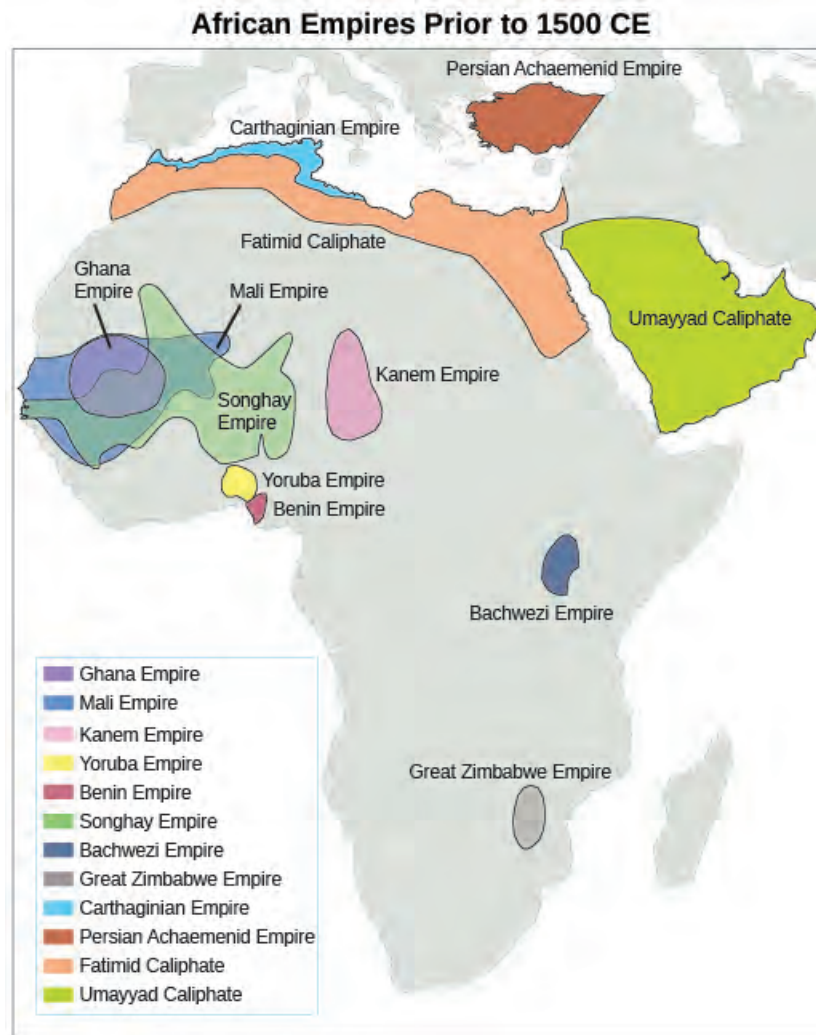 African Empires Prior to 1500 CE
Persian Achaemenid Empire
Carthaginian Empire
Fatimid Caliphate
Ghana
Empire
Mali Empire
Umayyad Caliphate
Kanem Empire
Songhay
Empire
Yoruba Empire
Benin Empire
Bachwezi Empire
Great Zimbabwe Empire
Ghana Empire
Mali Empire
Kanem Empire
Yoruba Empire
Benin Empire
Songhay Empire
Bachwezi Empire
Great Zimbabwe Empire
Carthaginian Empire
Persian Achaemenid Empire
Fatimid Caliphate
Umayyad Caliphate